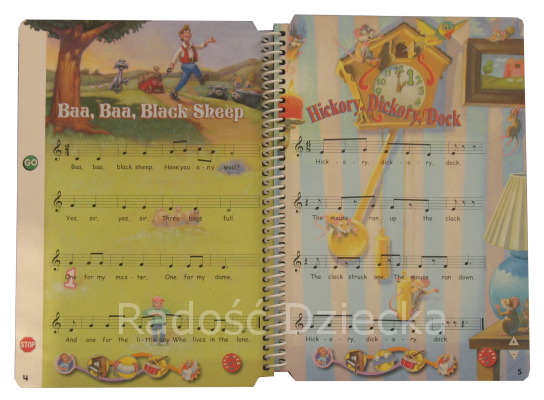 Baa, Baa, Black Sheep
GO
Baa, baa, black sheep, Have you a-ny wool?
Yes, sir, yes, sir, Three bags full.
1
One for my mas-ter, One for my dame,
And one for the lit-tle boy Who lives in the lane.
STOP
4
Hickory, Dickory, Dock
1
Hick-o-ry, dick-o-ry, dock.
The mouse ran up the clock.
The clock struck one, The mouse ran down.
Hick-o-ry, dick-o-ry, dock.
5
Radość Dziecka